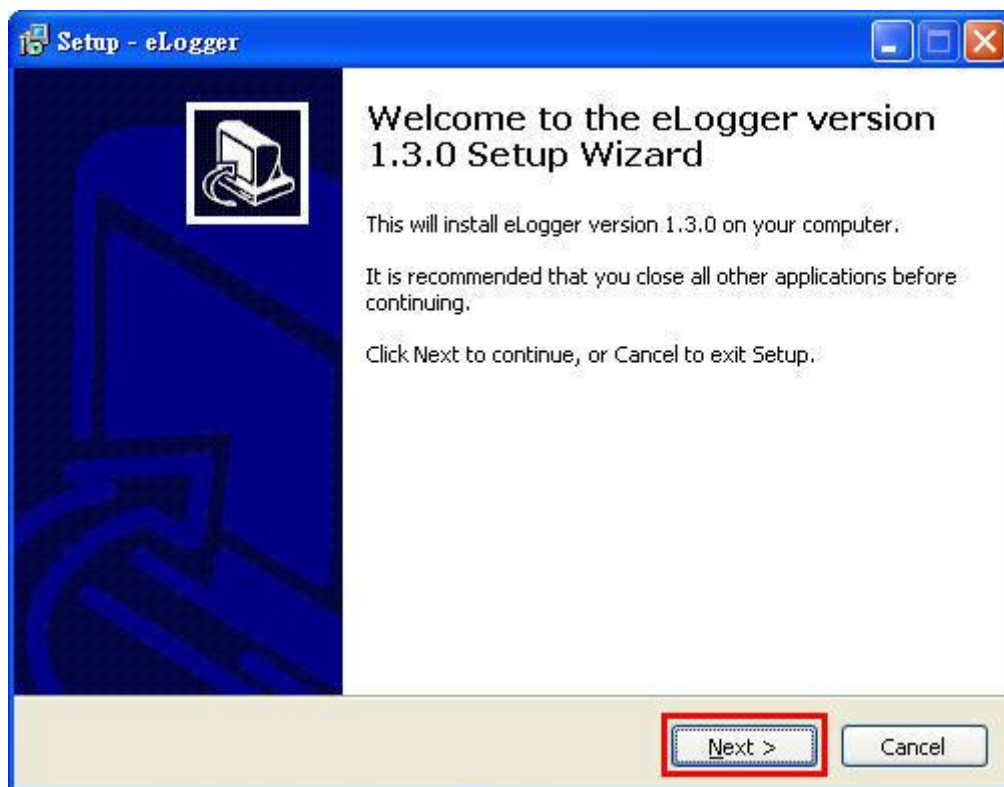 Setup - eLogger
Welcome to the eLogger version
1.3.0 Setup Wizard
This will install eLogger version 1.3.0 on your computer.
It is recommended that you close all other applications before
continuing.
Click Next to continue, or Cancel to exit Setup.
Next >
Cancel